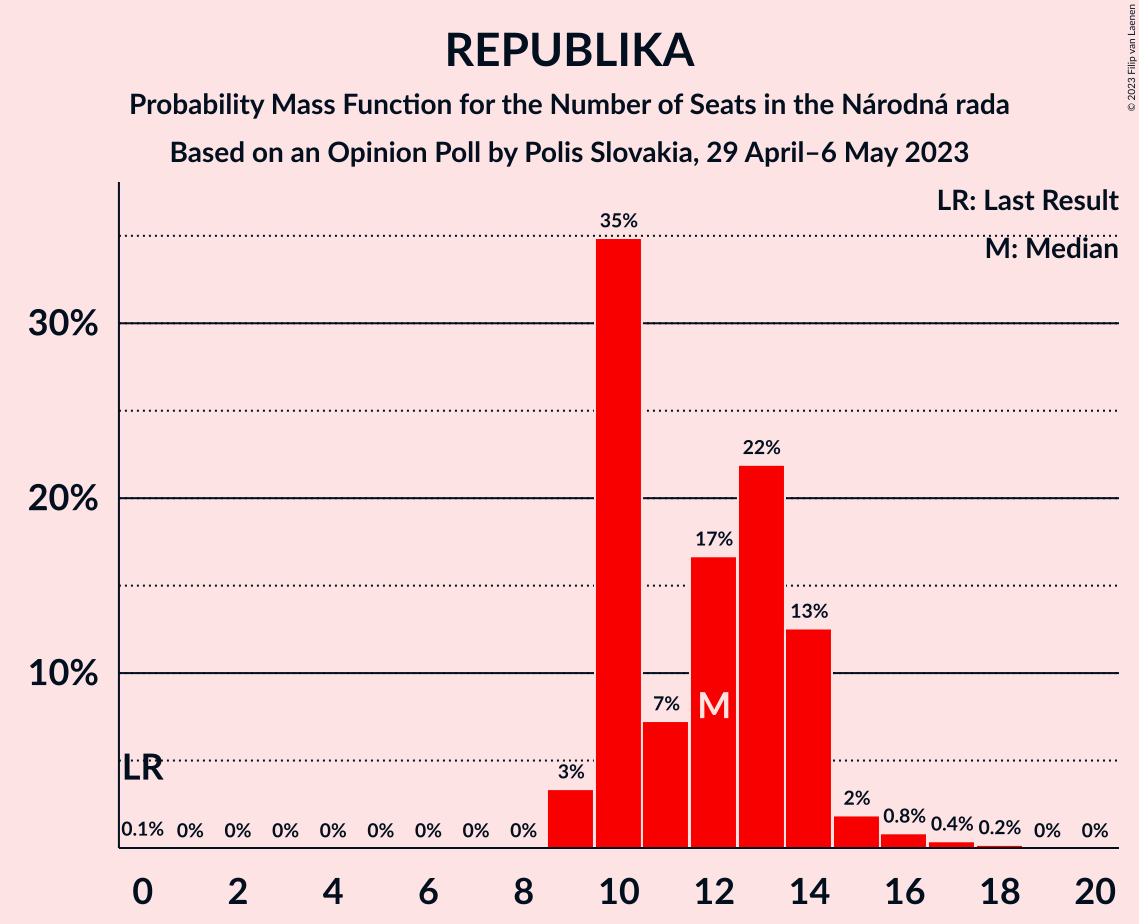 © 2023 Filip van Laenen
REPUBLIKA
Probability Mass Function for the Number of Seats in the Národná rada
Based on an Opinion Poll by Polis Slovakia, 29 April–6 May 2023
LR: Last Result
M: Median
30%
20%
10%
LR
M
0.1%
0%
0%
0%
0%
0%
0%
0%
0%
3%
35%
7%
17%
22%
13%
2%
0.8%
0.4%
0.2%
0%
0%
0 2 4 6 8 10 12 14 16 18 20